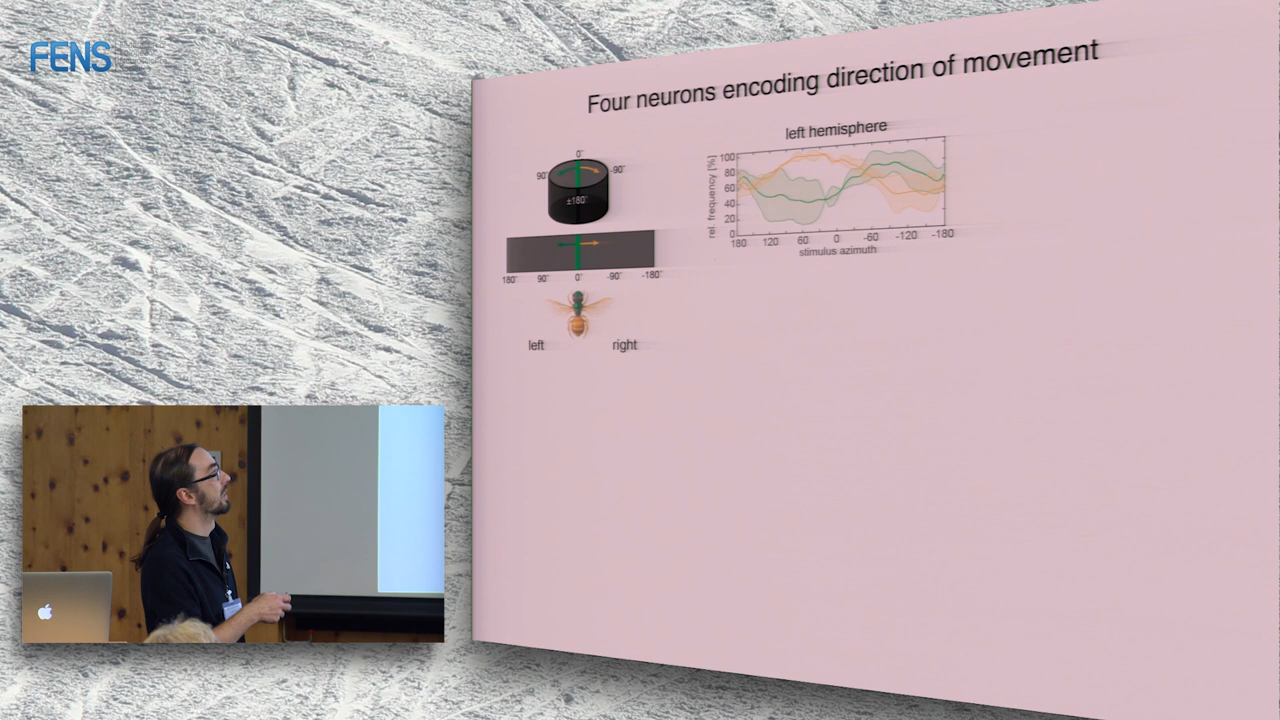 FENS
Four neurons encoding direction of movement
left hemisphere
0°
90°
-90°
±180°
180° 90° 0° -90° -180°
left right
rel. frequency [%]
100
80
60
40
20
0
180 120 60 0 -60 -120 -180
stimulus azimuth